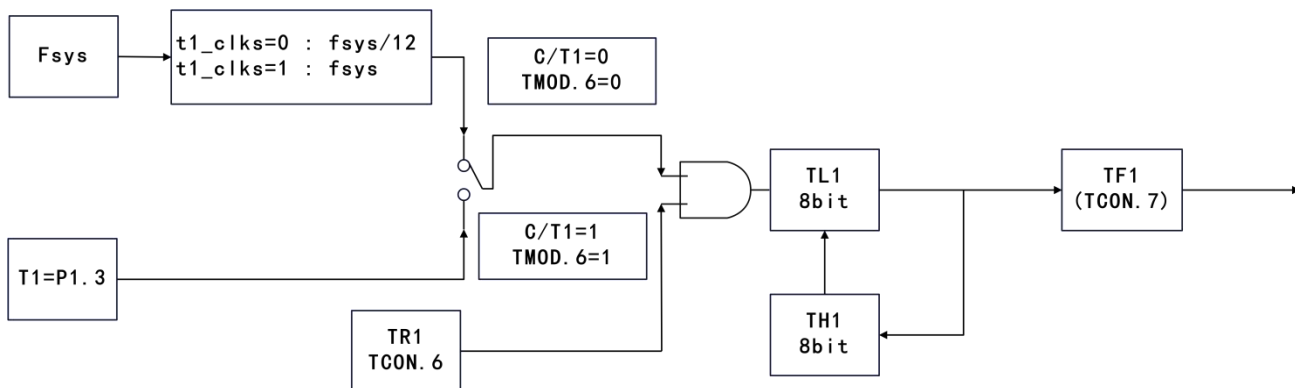 Fsys
t1_clks=0 : fsys/12
t1_clks=1 : fsys
C/T1=0
TMOD.6=0
TL1
8bit
TF1
(TCON.7)
C/T1=1
TMOD.6=1
T1=P1.3
TR1
TCON.6
TH1
8bit